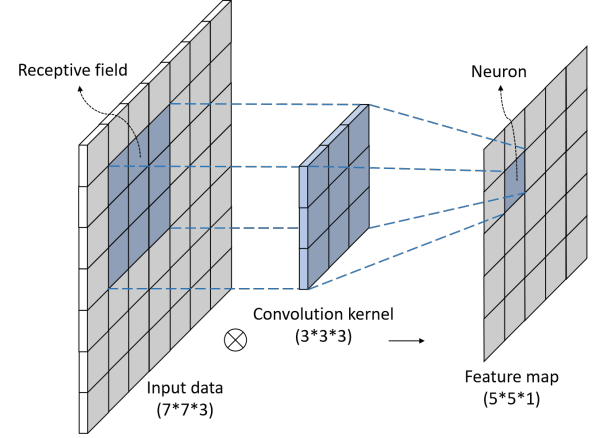 Receptive field
Neuron
Convolution kernel
(3*3*3)
Input data
(7*7*3)
Feature map
(5*5*1)